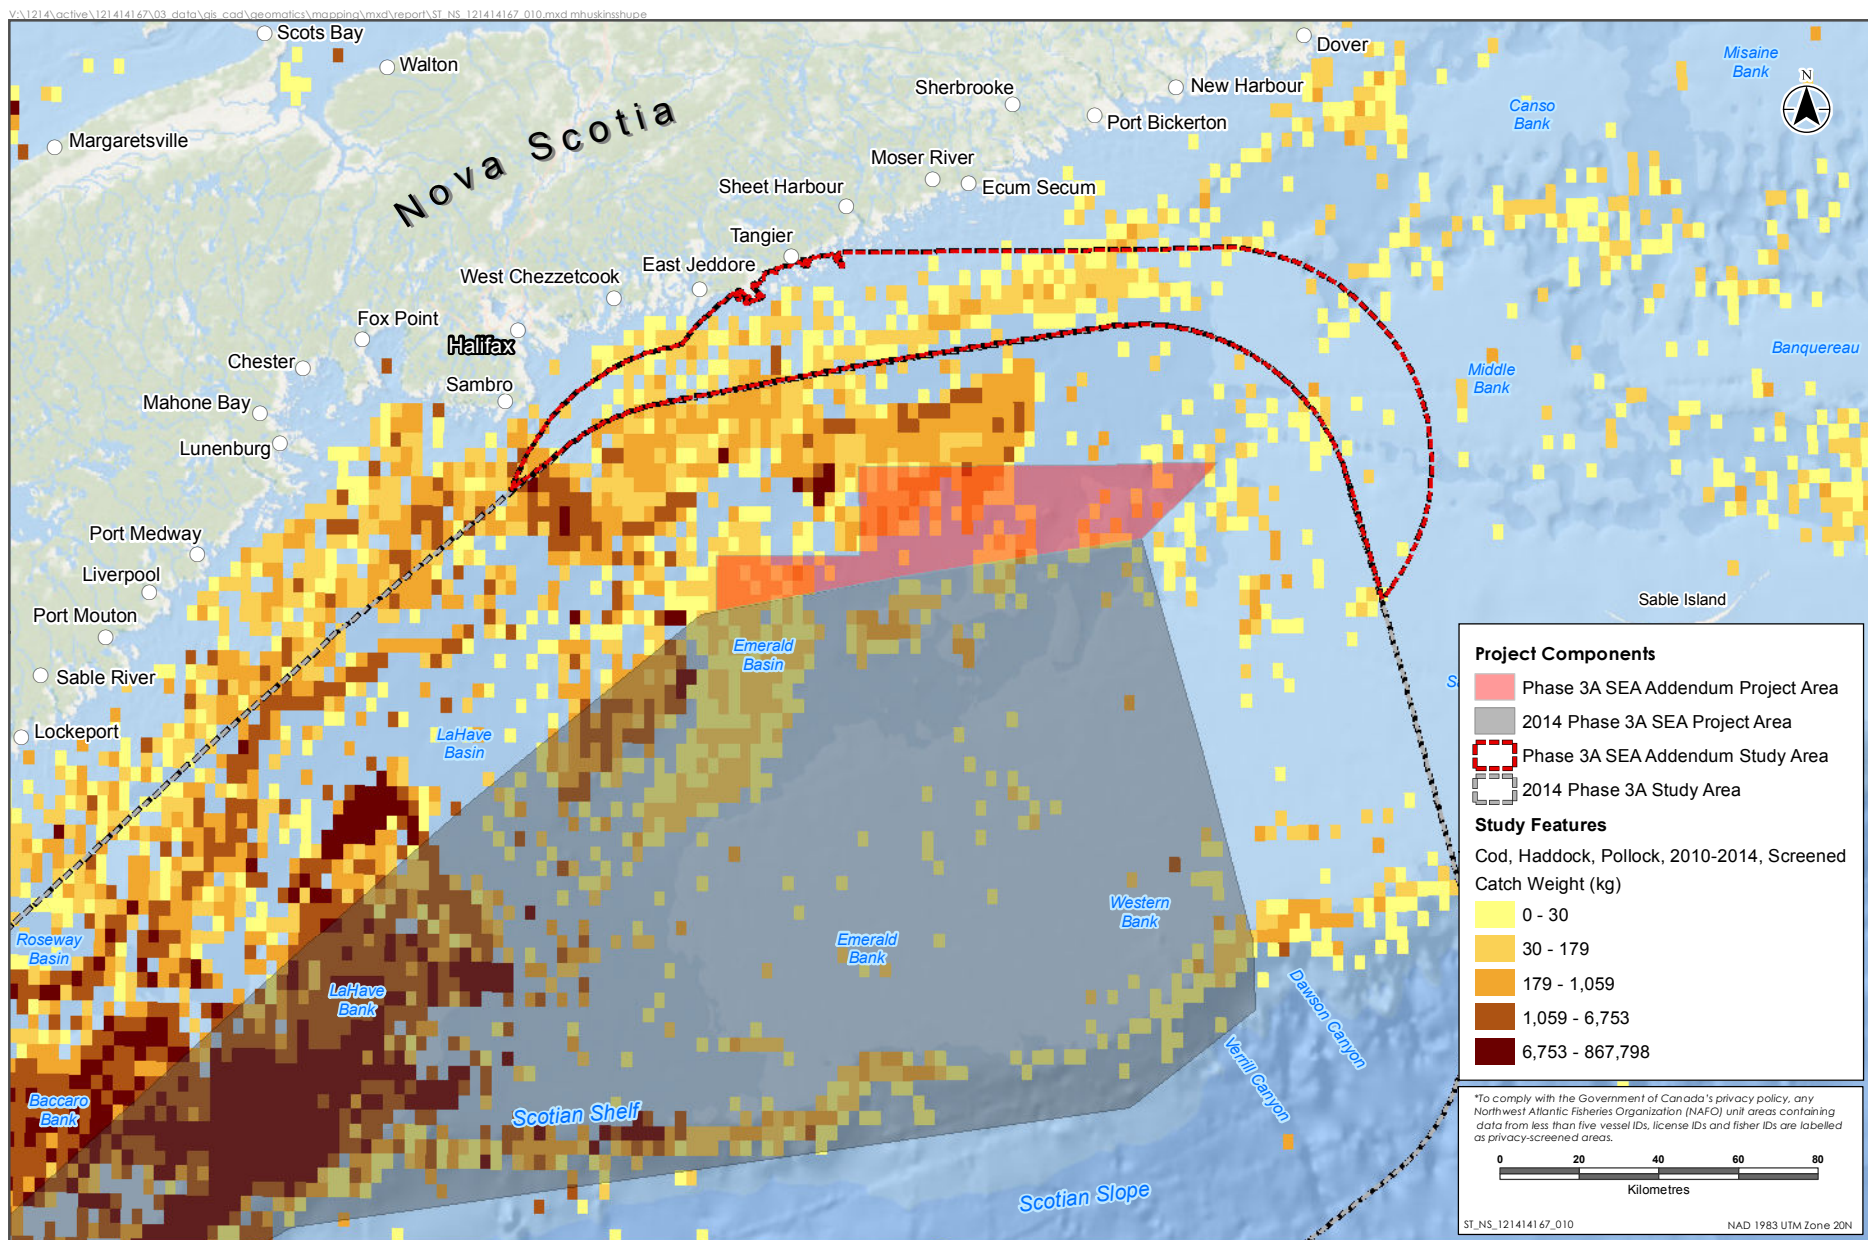 V:\1214\active\121414167\03_data\gis_cad\geomatics\mapping\mxd\report\ST_NS_121414167_010.mxd mhuskinsshupe
Scots Bay
Walton
Margaretsville
Nova Scotia
Dover
Misaine
Bank
N
Sherbrooke
New Harbour
Canso
Bank
Port Bickerton
Moser River
Sheet Harbour
Ecum Secum
Tangier
East Jeddore
West Chezzetcook
Fox Point
Halifax
Chester
Sambro
Mahone Bay
Lunenburg
Banquereau
Middle
Bank
Port Medway
Liverpool
Port Mouton
Sable River
Lockeport
Sable Island
Emerald
Basin
LaHave
Basin
Roseway
Basin
LaHave
Bank
Emerald
Bank
Western
Bank
Dawson Canyon
Verrill Canyon
Baccaro
Bank
Scotian Shelf
Scotian Slope
Project Components
Phase 3A SEA Addendum Project Area
2014 Phase 3A SEA Project Area
Phase 3A SEA Addendum Study Area
2014 Phase 3A Study Area
Study Features
Cod, Haddock, Pollock, 2010-2014, Screened
Catch Weight (kg)
0 - 30
30 - 179
179 - 1,059
1,059 - 6,753
6,753 - 867,798
*To comply with the Government of Canada's privacy policy, any
Northwest Atlantic Fisheries Organization (NAFO) unit areas containing
data from less than five vessel IDs, license IDs and fisher IDs are labelled
as privacy-screened areas.
0 20 40 60 80
Kilometres
ST_NS_121414167_010 NAD 1983 UTM Zone 20N